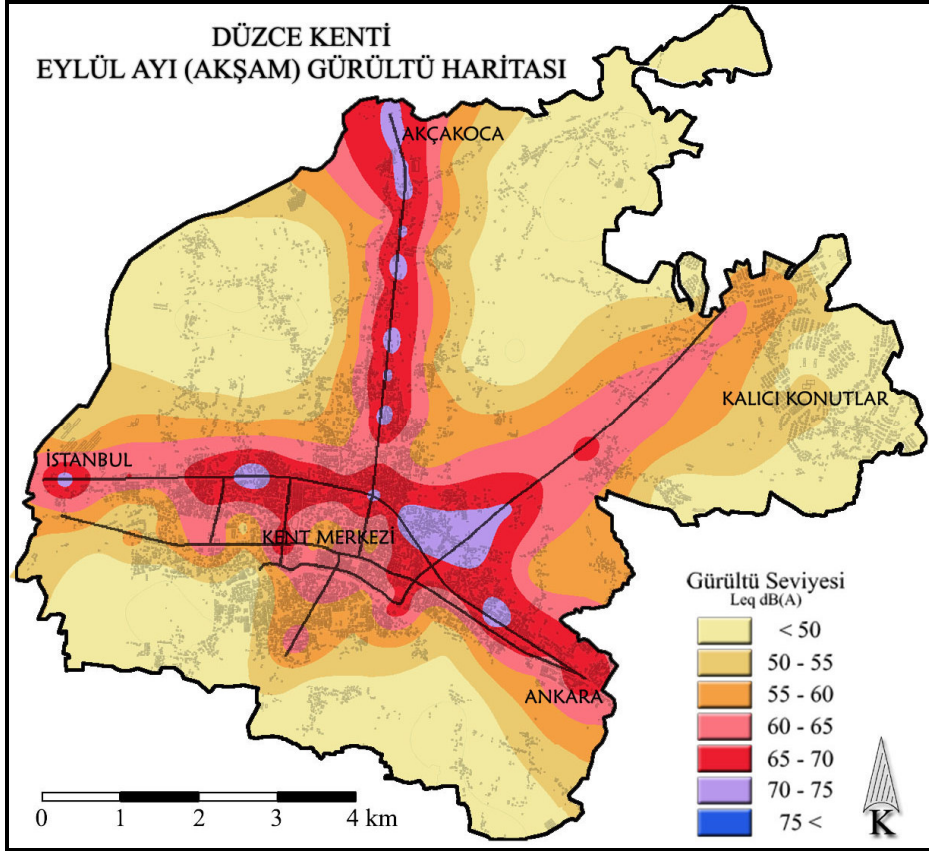 DÜZCE KENTİ
EYLÜL AYI (AKŞAM) GÜRÜLTÜ HARİTASI
AKÇAKOCA
KALICI KONUTLAR
İSTANBUL
KENT MERKEZİ
ANKARA
Gürültü Seviyesi
Leq dB(A)
< 50
50 - 55
55 - 60
60 - 65
65 - 70
70 - 75
75 <
0 1 2 3 4 km
K